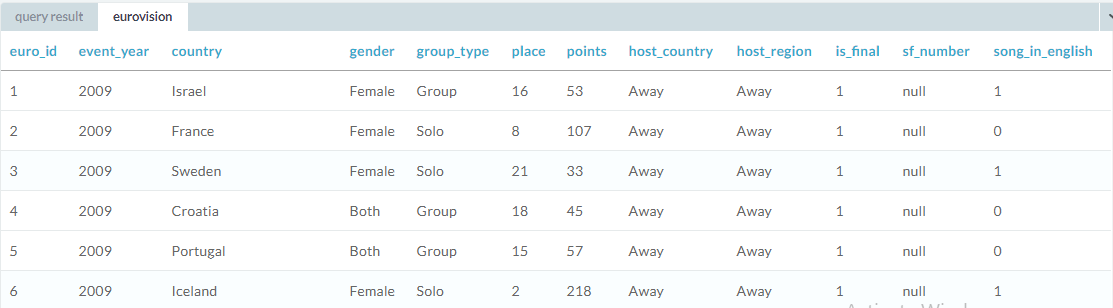 query result eurovision
euro_id event_year country gender group_type place points host_country host_region is_final sf_number song_in_english
1 2009 Israel Female Group 16 53 Away Away 1 null 1
2 2009 France Female Solo 8 107 Away Away 1 null 0
3 2009 Sweden Female Solo 21 33 Away Away 1 null 1
4 2009 Croatia Both Group 18 45 Away Away 1 null 0
5 2009 Portugal Both Group 15 57 Away Away 1 null 0
6 2009 Iceland Female Solo 2 218 Away Away 1 null 1